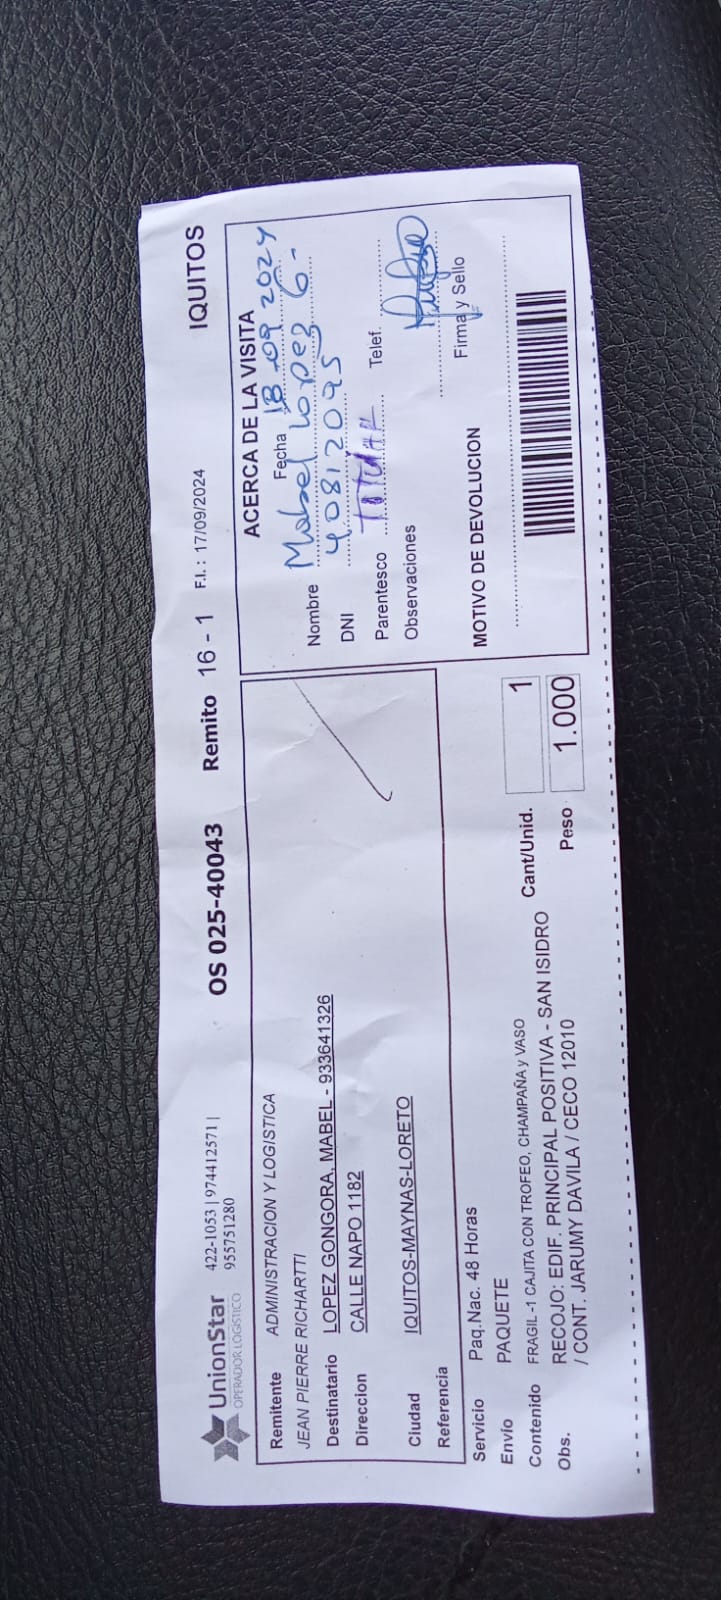 UnionStar
OPERADOR LOGÍSTICO
422-1053 | 974412571 |
955751280
OS 025-40043 Remito 16 - 1 F.I. : 17/09/2024 IQUITOS
Remitente ADMINISTRACION Y LOGISTICA
JEAN PIERRE RICHARTTI
Destinatario LOPEZ GONGORA, MABEL - 933641326
Direccion CALLE NAPO 1182
Ciudad IQUITOS-MAYNAS-LORETO
Referencia
Servicio Paq.Nac. 48 Horas
Envío PAQUETE
Contenido FRAGIL -1 CAJITA CON TROFEO, CHAMPAÑA y VASO
Cant/Unid. 1
Obs. RECOJO: EDIF. PRINCIPAL POSITIVA - SAN ISIDRO
/ CONT. JARUMY DAVILA / CECO 12010
Peso 1.000
ACERCA DE LA VISITA
Fecha 18.09.2024
Nombre Mabel Lopez G-
DNI 40812095
Parentesco TITULAR Telef.
Observaciones
Firma y Sello
MOTIVO DE DEVOLUCION